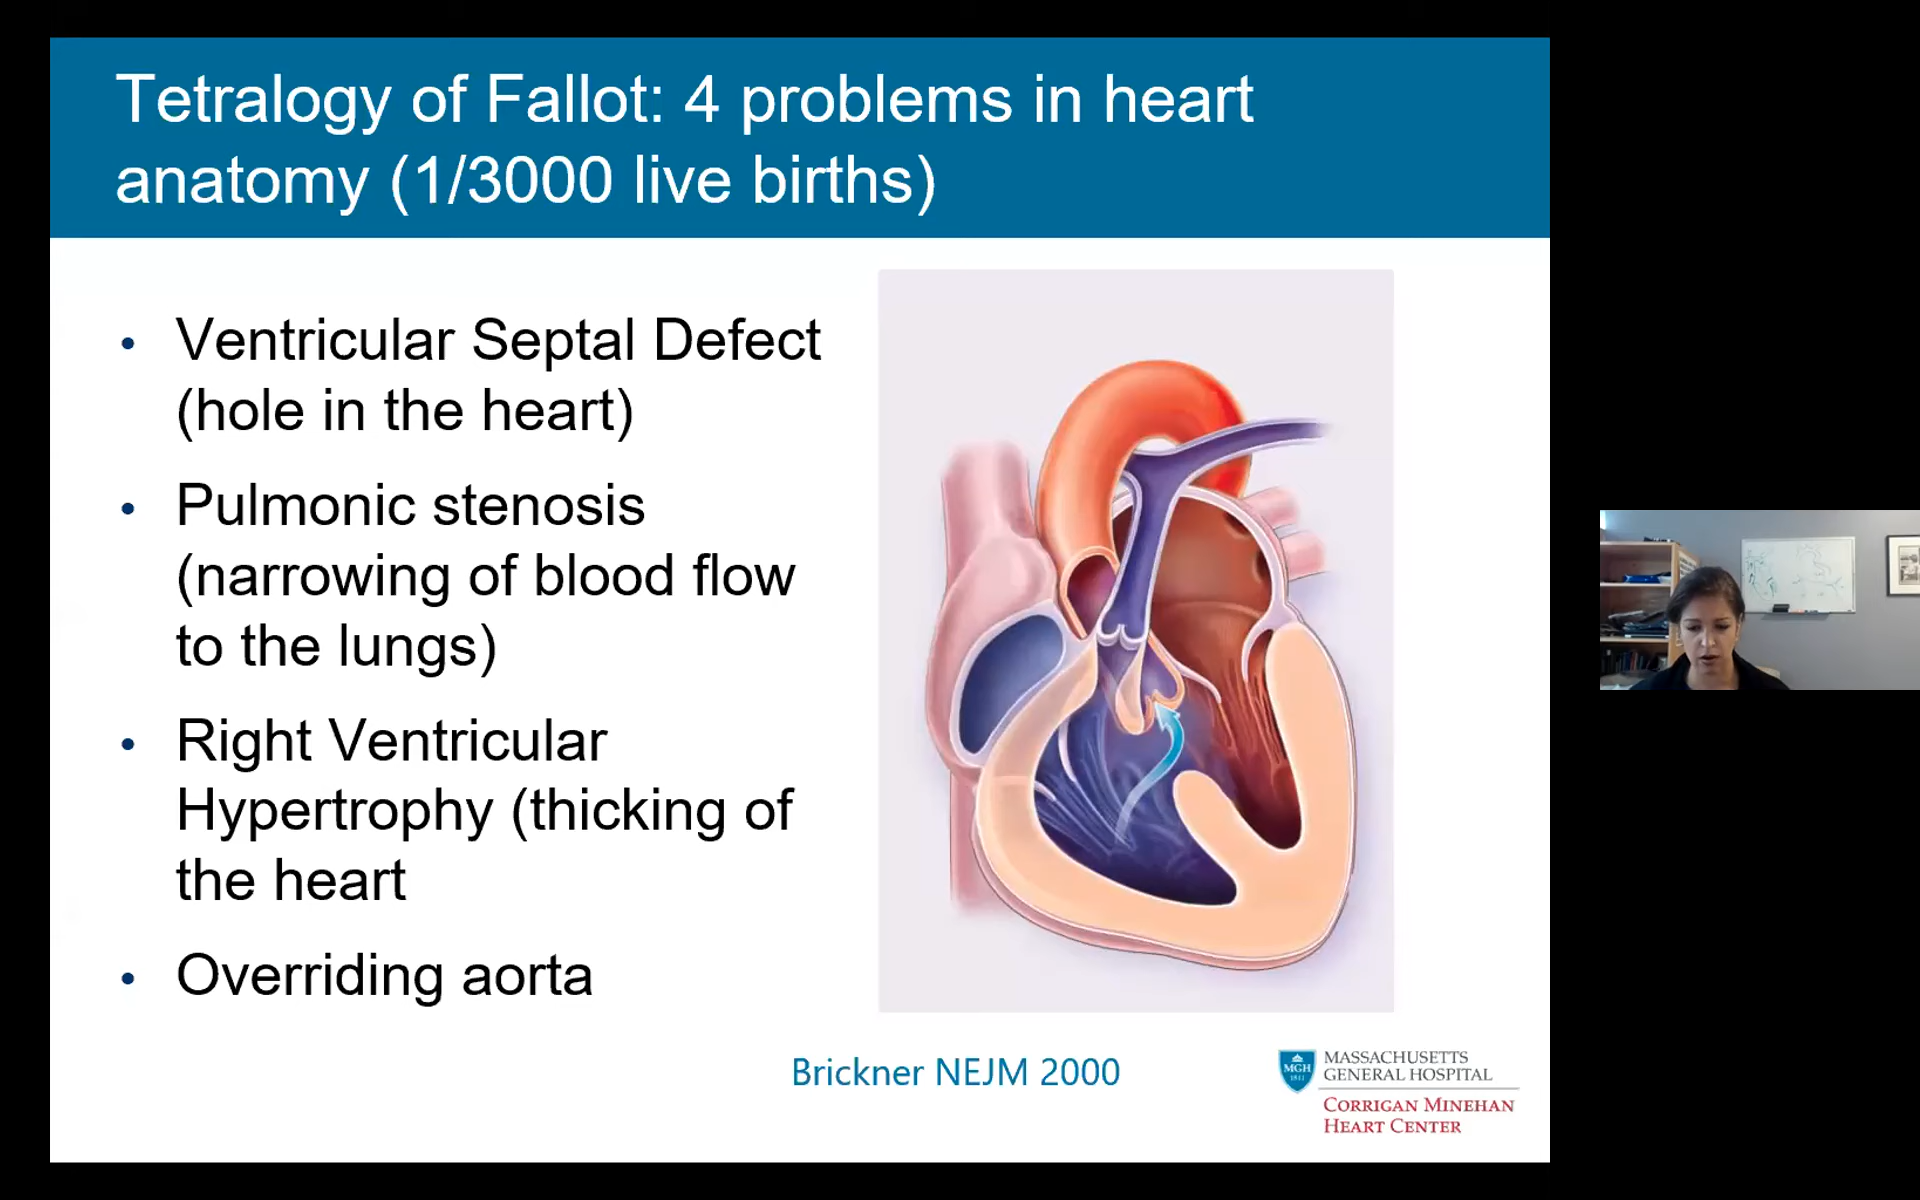 Tetralogy of Fallot: 4 problems in heart
anatomy (1/3000 live births)
• Ventricular Septal Defect
(hole in the heart)
• Pulmonic stenosis
(narrowing of blood flow
to the lungs)
• Right Ventricular
Hypertrophy (thicking of
the heart
• Overriding aorta
Brickner NEJM 2000
MGH
1811
MASSACHUSETTS
GENERAL HOSPITAL
CORRIGAN MINEHAN
HEART CENTER